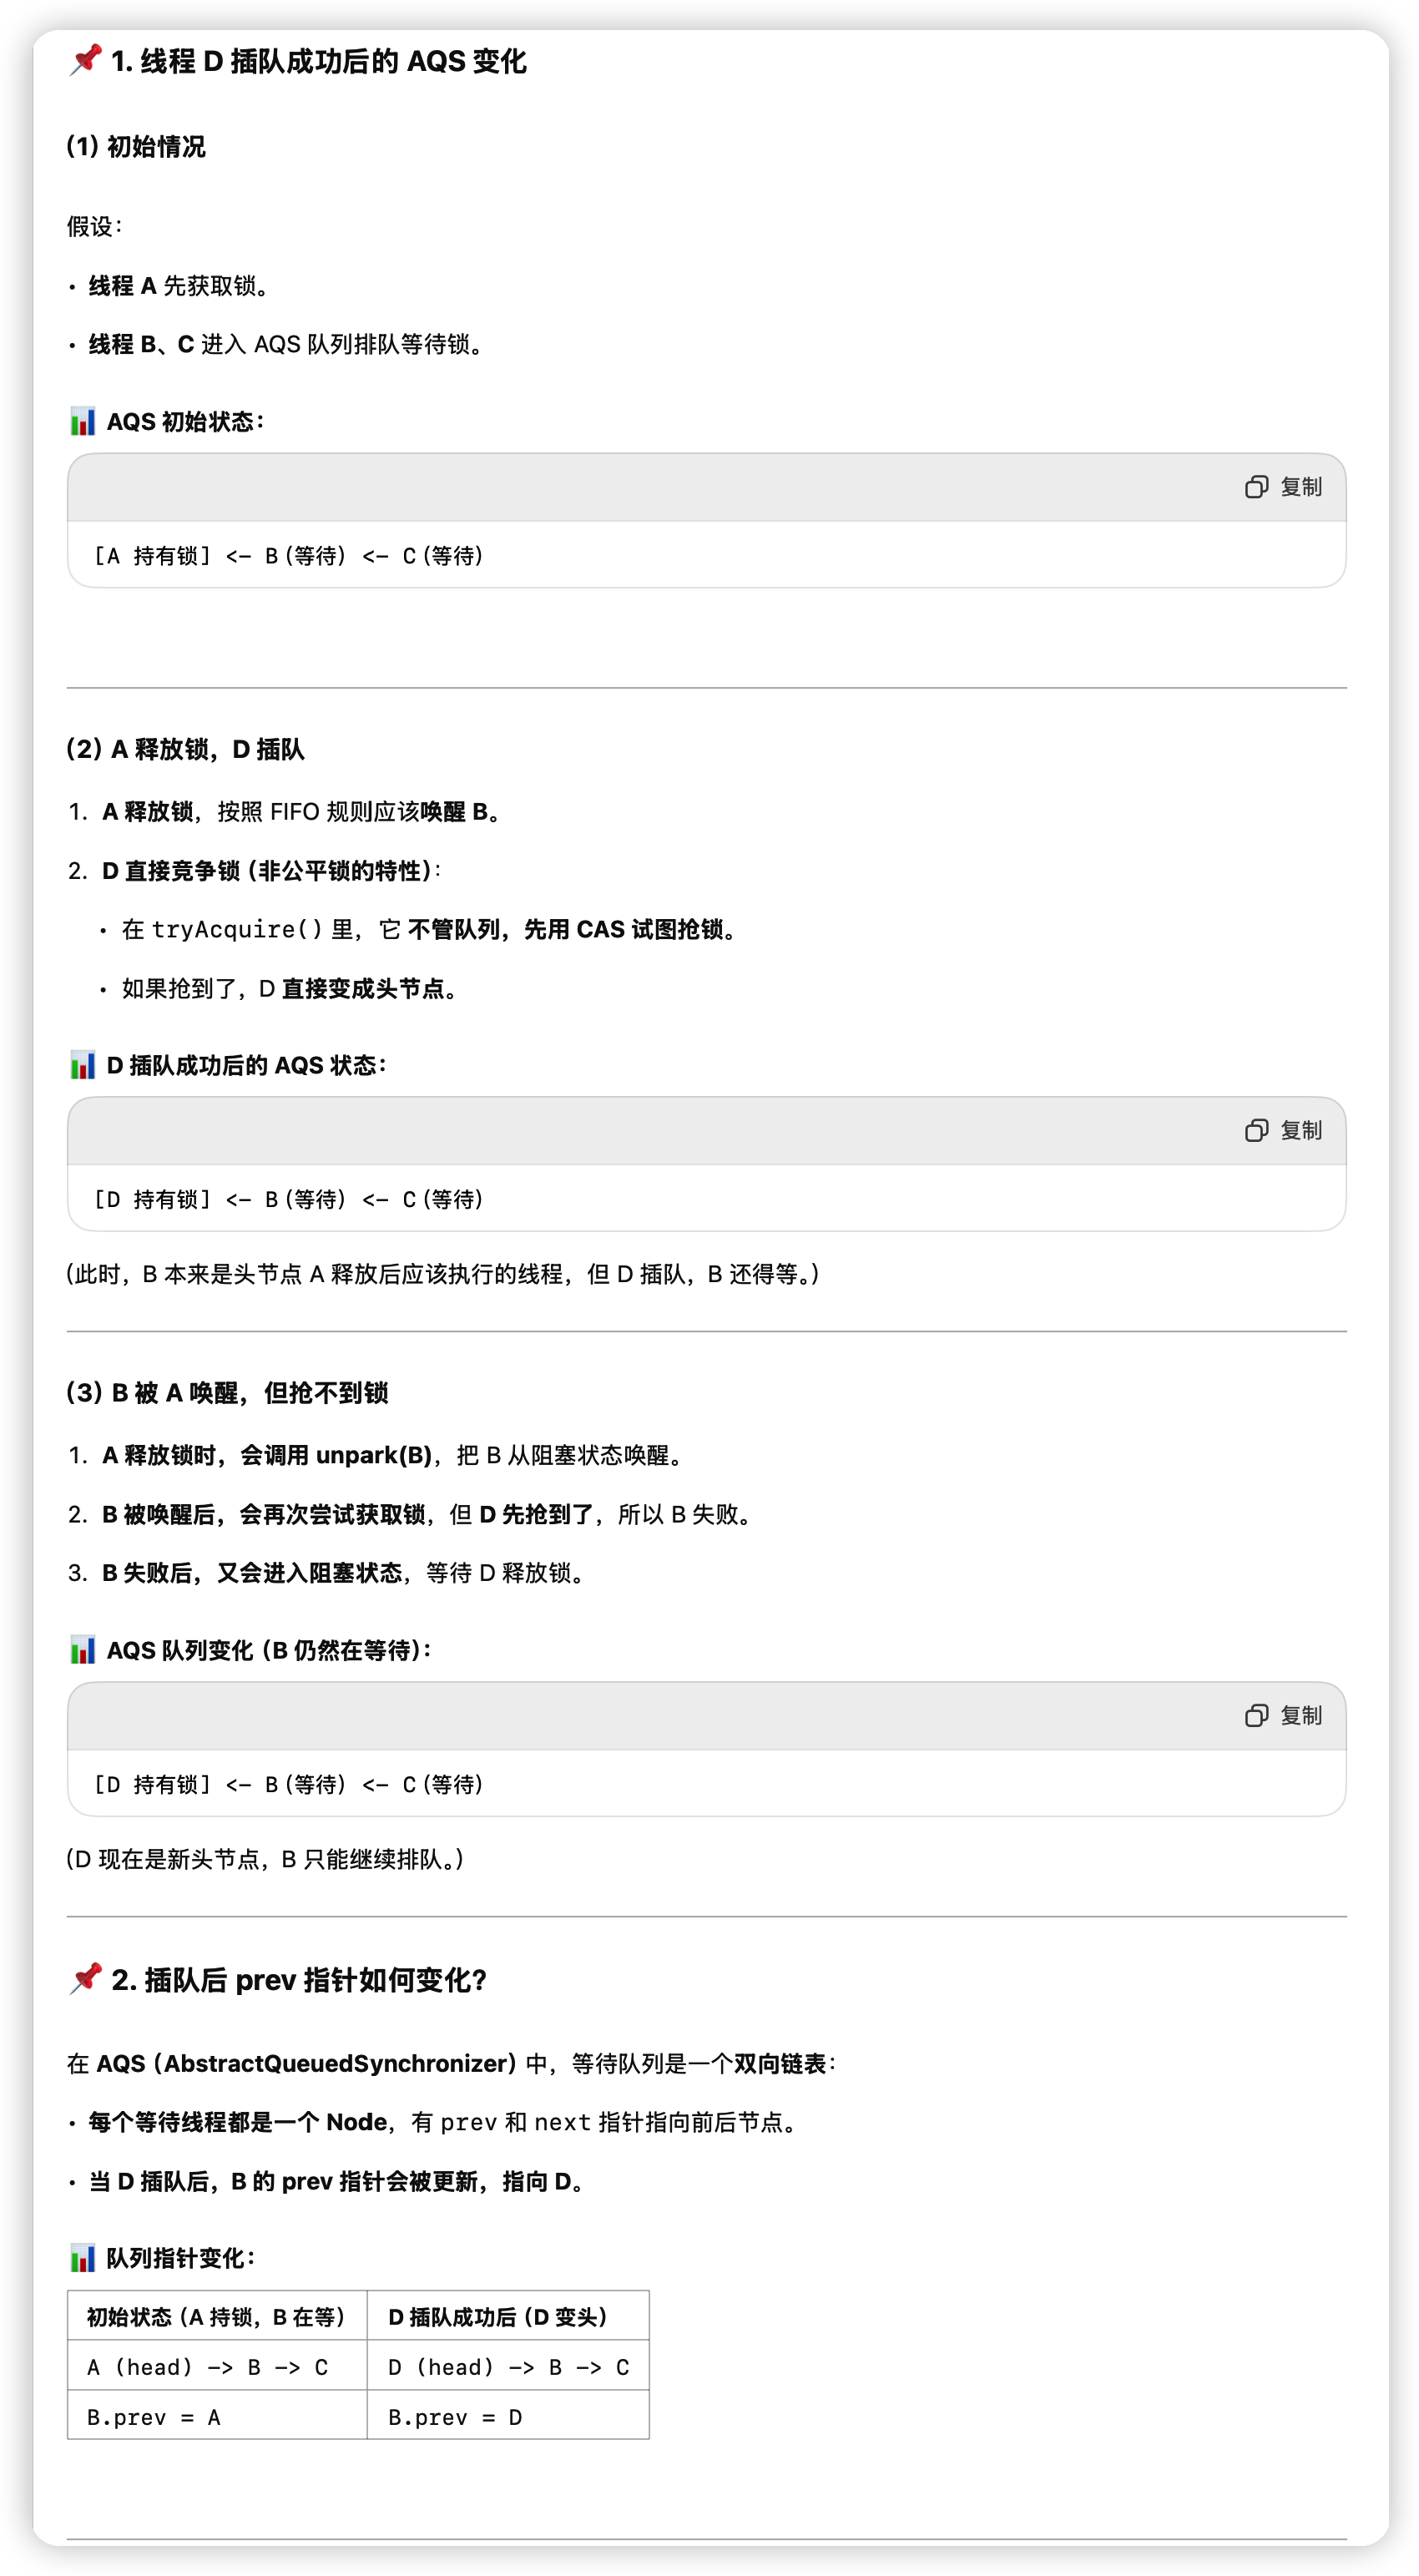 📌 1. 线程 D 插队成功后的 AQS 变化
(1) 初始情况
假设：
• 线程 A 先获取锁。
• 线程 B、C 进入 AQS 队列排队等待锁。
📊 AQS 初始状态：
复制
[A 持有锁] <- B(等待) <- C(等待)
(2) A 释放锁，D 插队
1. A 释放锁，按照 FIFO 规则应该唤醒 B。
2. D 直接竞争锁（非公平锁的特性）：
• 在 tryAcquire() 里，它 不管队列，先用 CAS 试图抢锁。
• 如果抢到了，D 直接变成头节点。
📊 D 插队成功后的 AQS 状态：
复制
[D 持有锁] <- B(等待) <- C(等待)
（此时，B 本来是头节点 A 释放后应该执行的线程，但 D 插队，B 还得等。）
(3) B 被 A 唤醒，但抢不到锁
1. A 释放锁时，会调用 unpark(B)，把 B 从阻塞状态唤醒。
2. B 被唤醒后，会再次尝试获取锁，但 D 先抢到了，所以 B 失败。
3. B 失败后，又会进入阻塞状态，等待 D 释放锁。
📊 AQS 队列变化（B 仍然在等待）：
复制
[D 持有锁] <- B(等待) <- C(等待)
（D 现在是新头节点，B 只能继续排队。）
📌 2. 插队后 prev 指针如何变化？
在 AQS（AbstractQueuedSynchronizer）中，等待队列是一个双向链表：
• 每个等待线程都是一个 Node，有 prev 和 next 指针指向前后节点。
• 当 D 插队后，B 的 prev 指针会被更新，指向 D。
📊 队列指针变化：
初始状态（A 持锁，B 在等） D 插队成功后（D 变头）
A (head) -> B -> C D (head) -> B -> C
B.prev = A B.prev = D